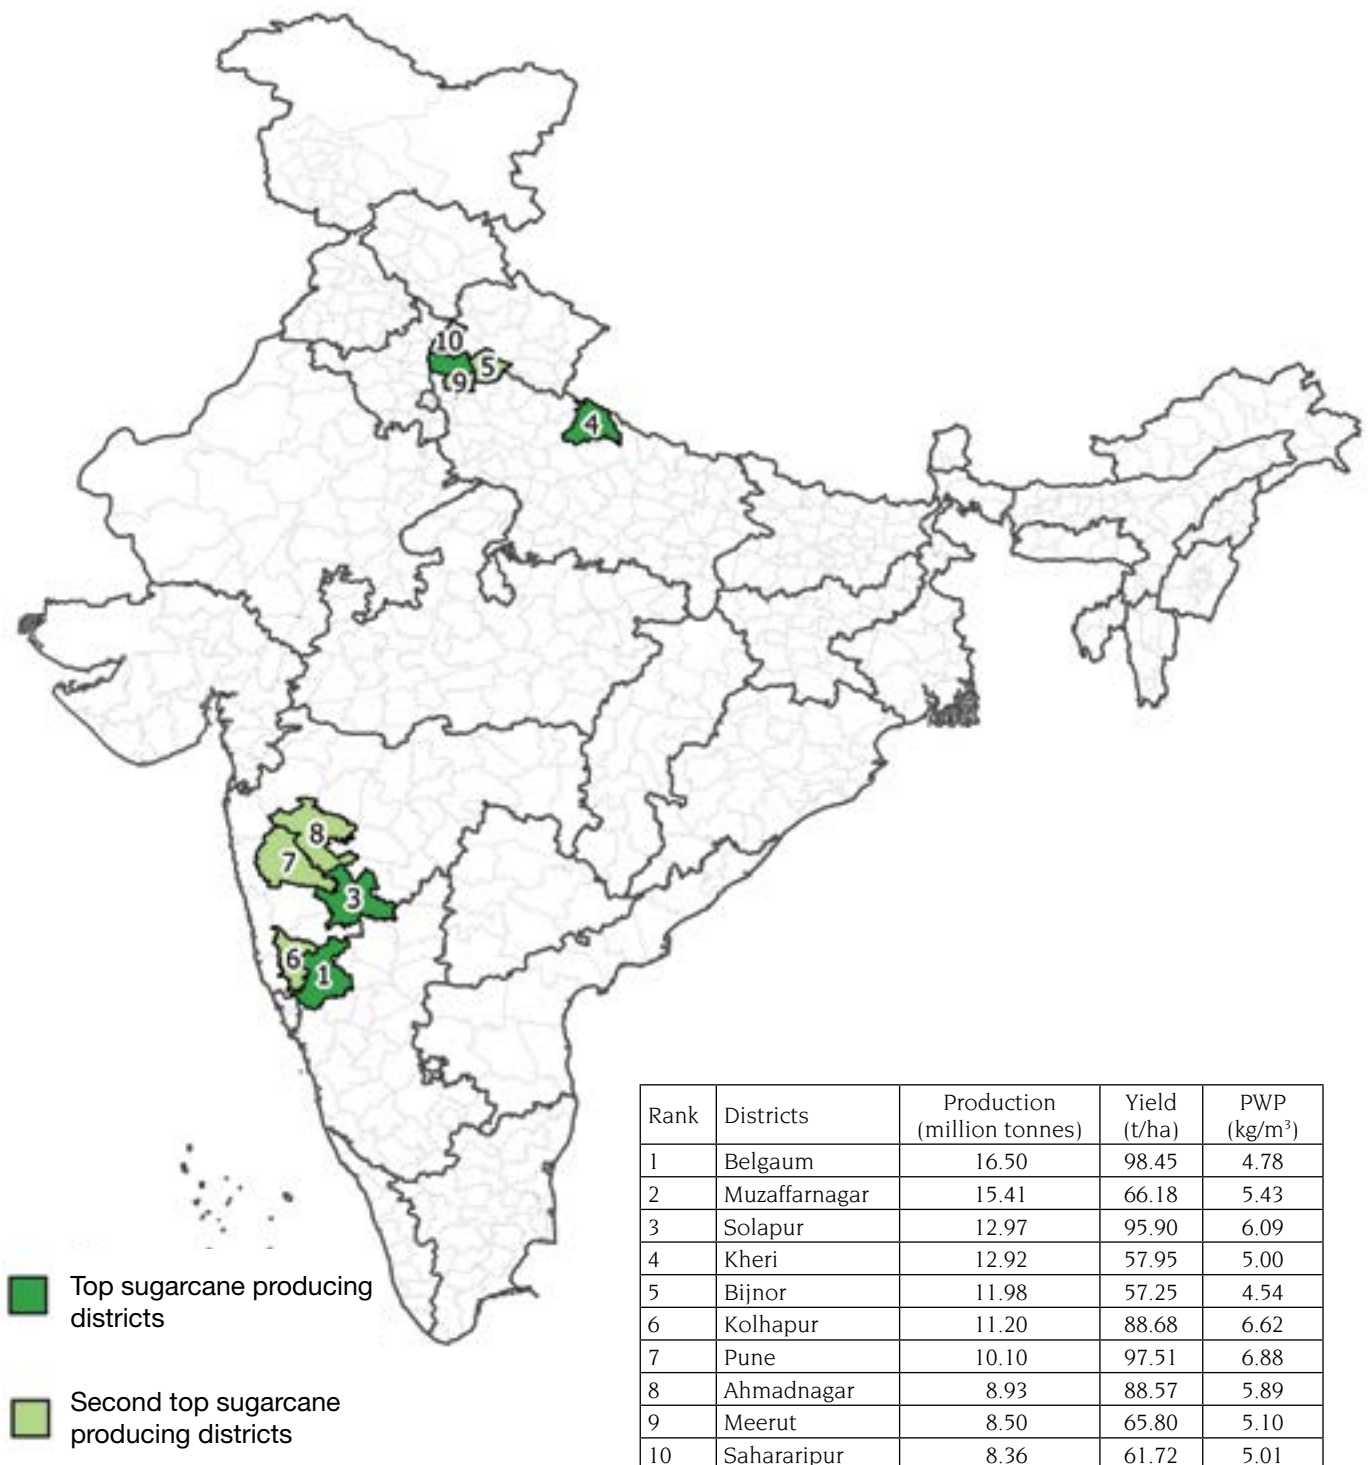 10
5
9
4
8
7
3
6
1
Rank Districts Production (million tonnes) Yield (t/ha) PWP (kg/m³)
1 Belgaum 16.50 98.45 4.78
2 Muzaffarnagar 15.41 66.18 5.43
3 Solapur 12.97 95.90 6.09
4 Kheri 12.92 57.95 5.00
5 Bijnor 11.98 57.25 4.54
6 Kolhapur 11.20 88.68 6.62
7 Pune 10.10 97.51 6.88
8 Ahmadnagar 8.93 88.57 5.89
9 Meerut 8.50 65.80 5.10
10 Sahararipur 8.36 61.72 5.01
Top sugarcane producing
districts
Second top sugarcane
producing districts